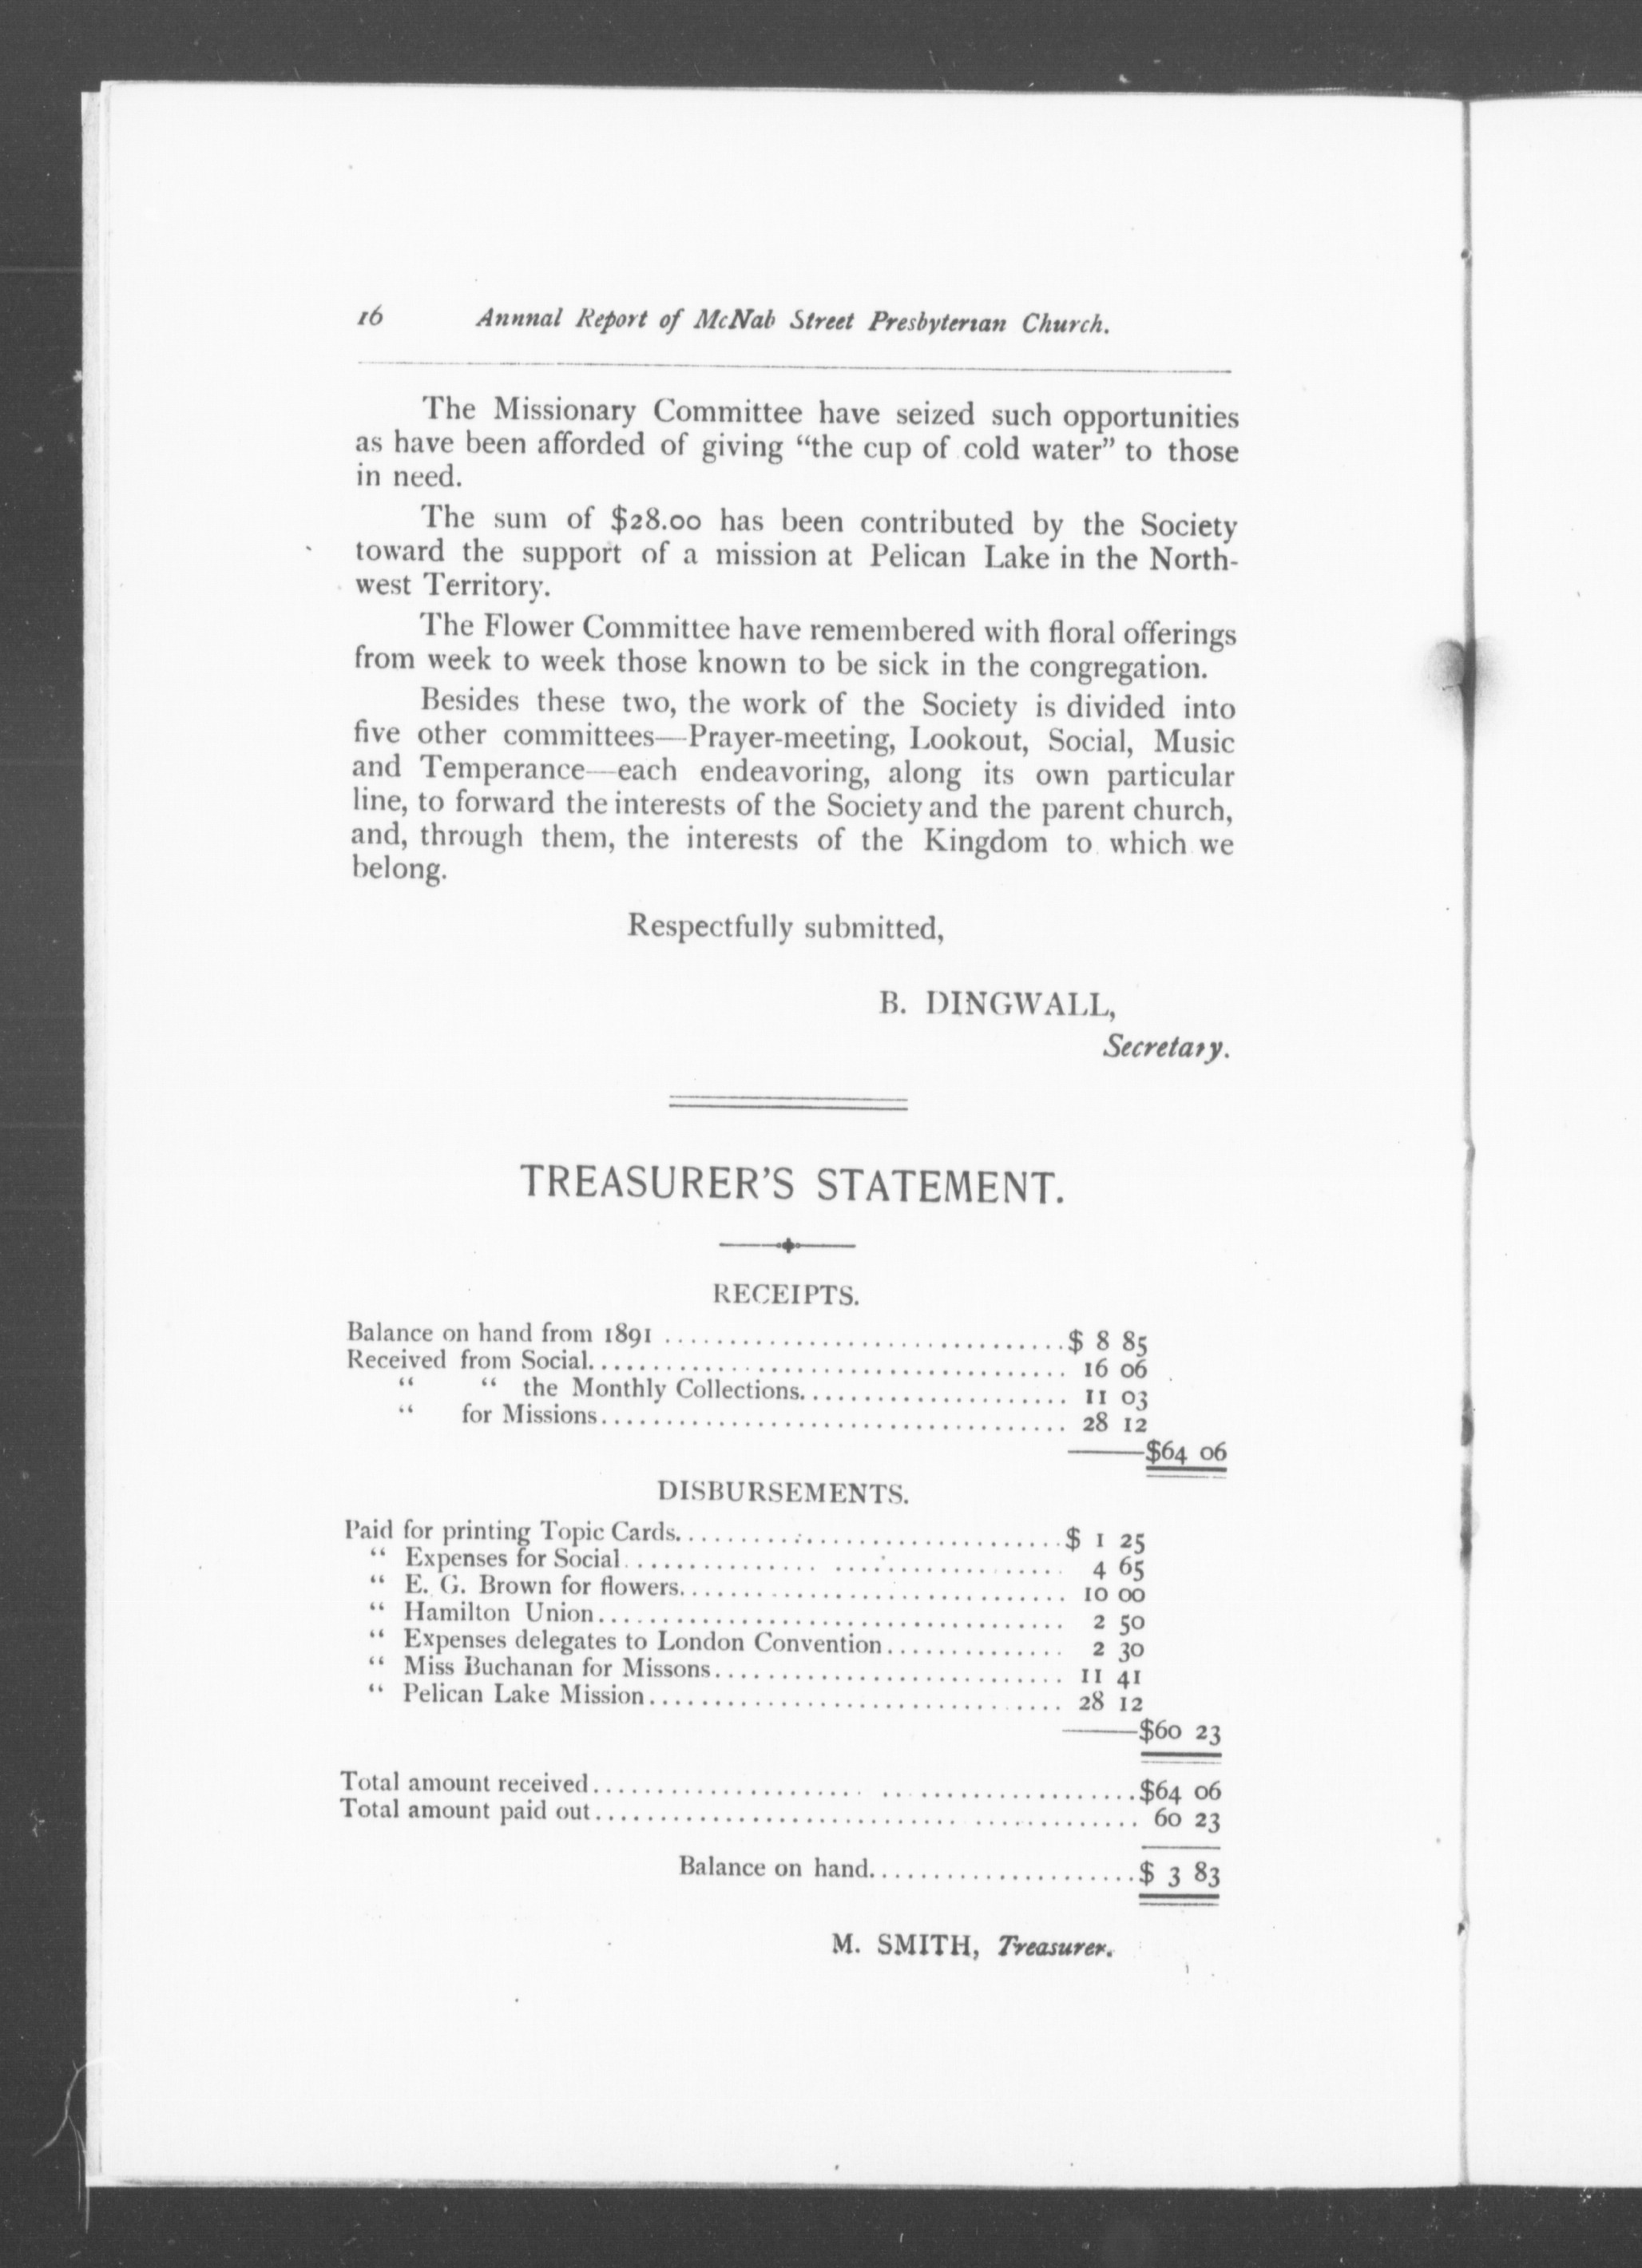 16 Annnal Report of McNab Street Presbyterian Church.
The Missionary Committee have seized such opportunities
as have been afforded of giving “the cup of cold water” to those
in need.
The sum of $28.00 has been contributed by the Society
toward the support of a mission at Pelican Lake in the North-
west Territory.
The Flower Committee have remembered with floral offerings
from week to week those known to be sick in the congregation.
Besides these two, the work of the Society is divided into
five other committees—Prayer-meeting, Lookout, Social, Music
and Temperance—each endeavoring, along its own particular
line, to forward the interests of the Society and the parent church,
and, through them, the interests of the Kingdom to which we
belong.
Respectfully submitted,
B. DINGWALL,
Secretary.
TREASURER’S STATEMENT.
RECEIPTS.
Balance on hand from 1891 ................................$ 8 85
Received from Social..................................... 16 06
“ “ the Monthly Collections..................... 11 03
“ for Missions.................................... 28 12
$64 06
DISBURSEMENTS.
Paid for printing Topic Cards..............................$ 1 25
“ Expenses for Social................................... 4 65
“ E. G. Brown for flowers.............................. 10 00
“ Hamilton Union.................................... 2 50
“ Expenses delegates to London Convention.............. 2 30
“ Miss Buchanan for Missons........................... 11 41
“ Pelican Lake Mission................................ 28 12
$60 23
Total amount received..........................................$64 06
Total amount paid out.......................................... 60 23
Balance on hand.....................$ 3 83
M. SMITH, Treasurer.